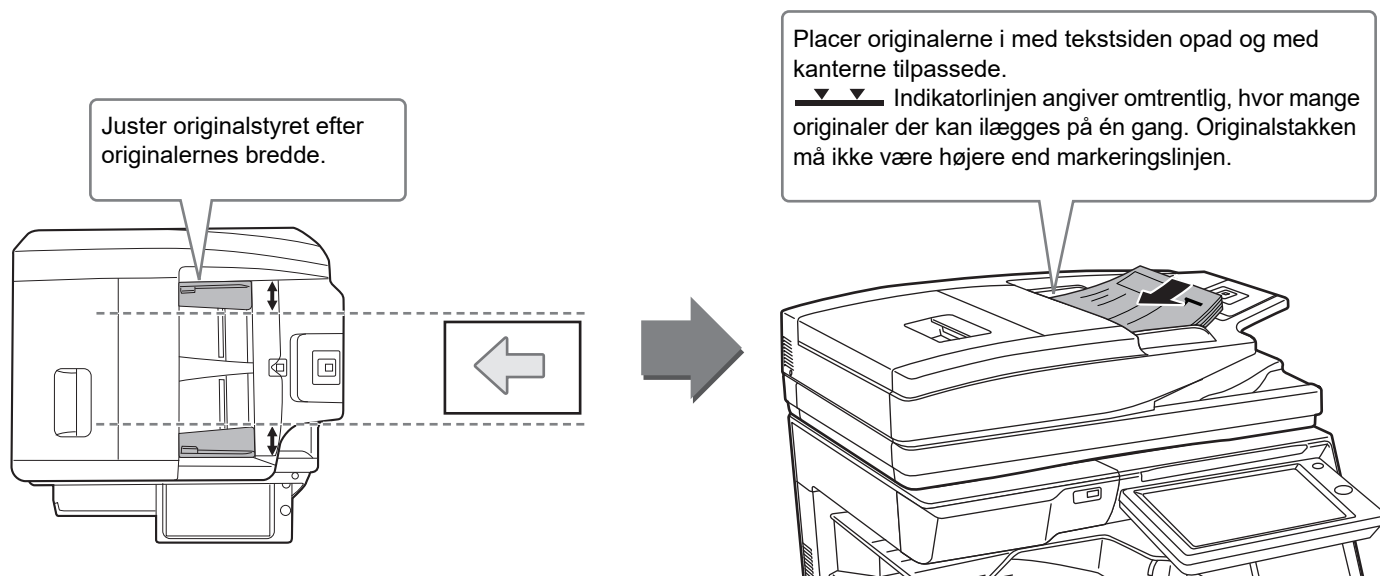 Juster originalstyret efter
originalernes bredde.
Placer originalerne i med tekstsiden opad og med
kanterne tilpassede.
Indikatorlinjen angiver omtrentlig, hvor mange
originaler der kan ilægges på én gang. Originalstakken
må ikke være højere end markeringslinjen.
1